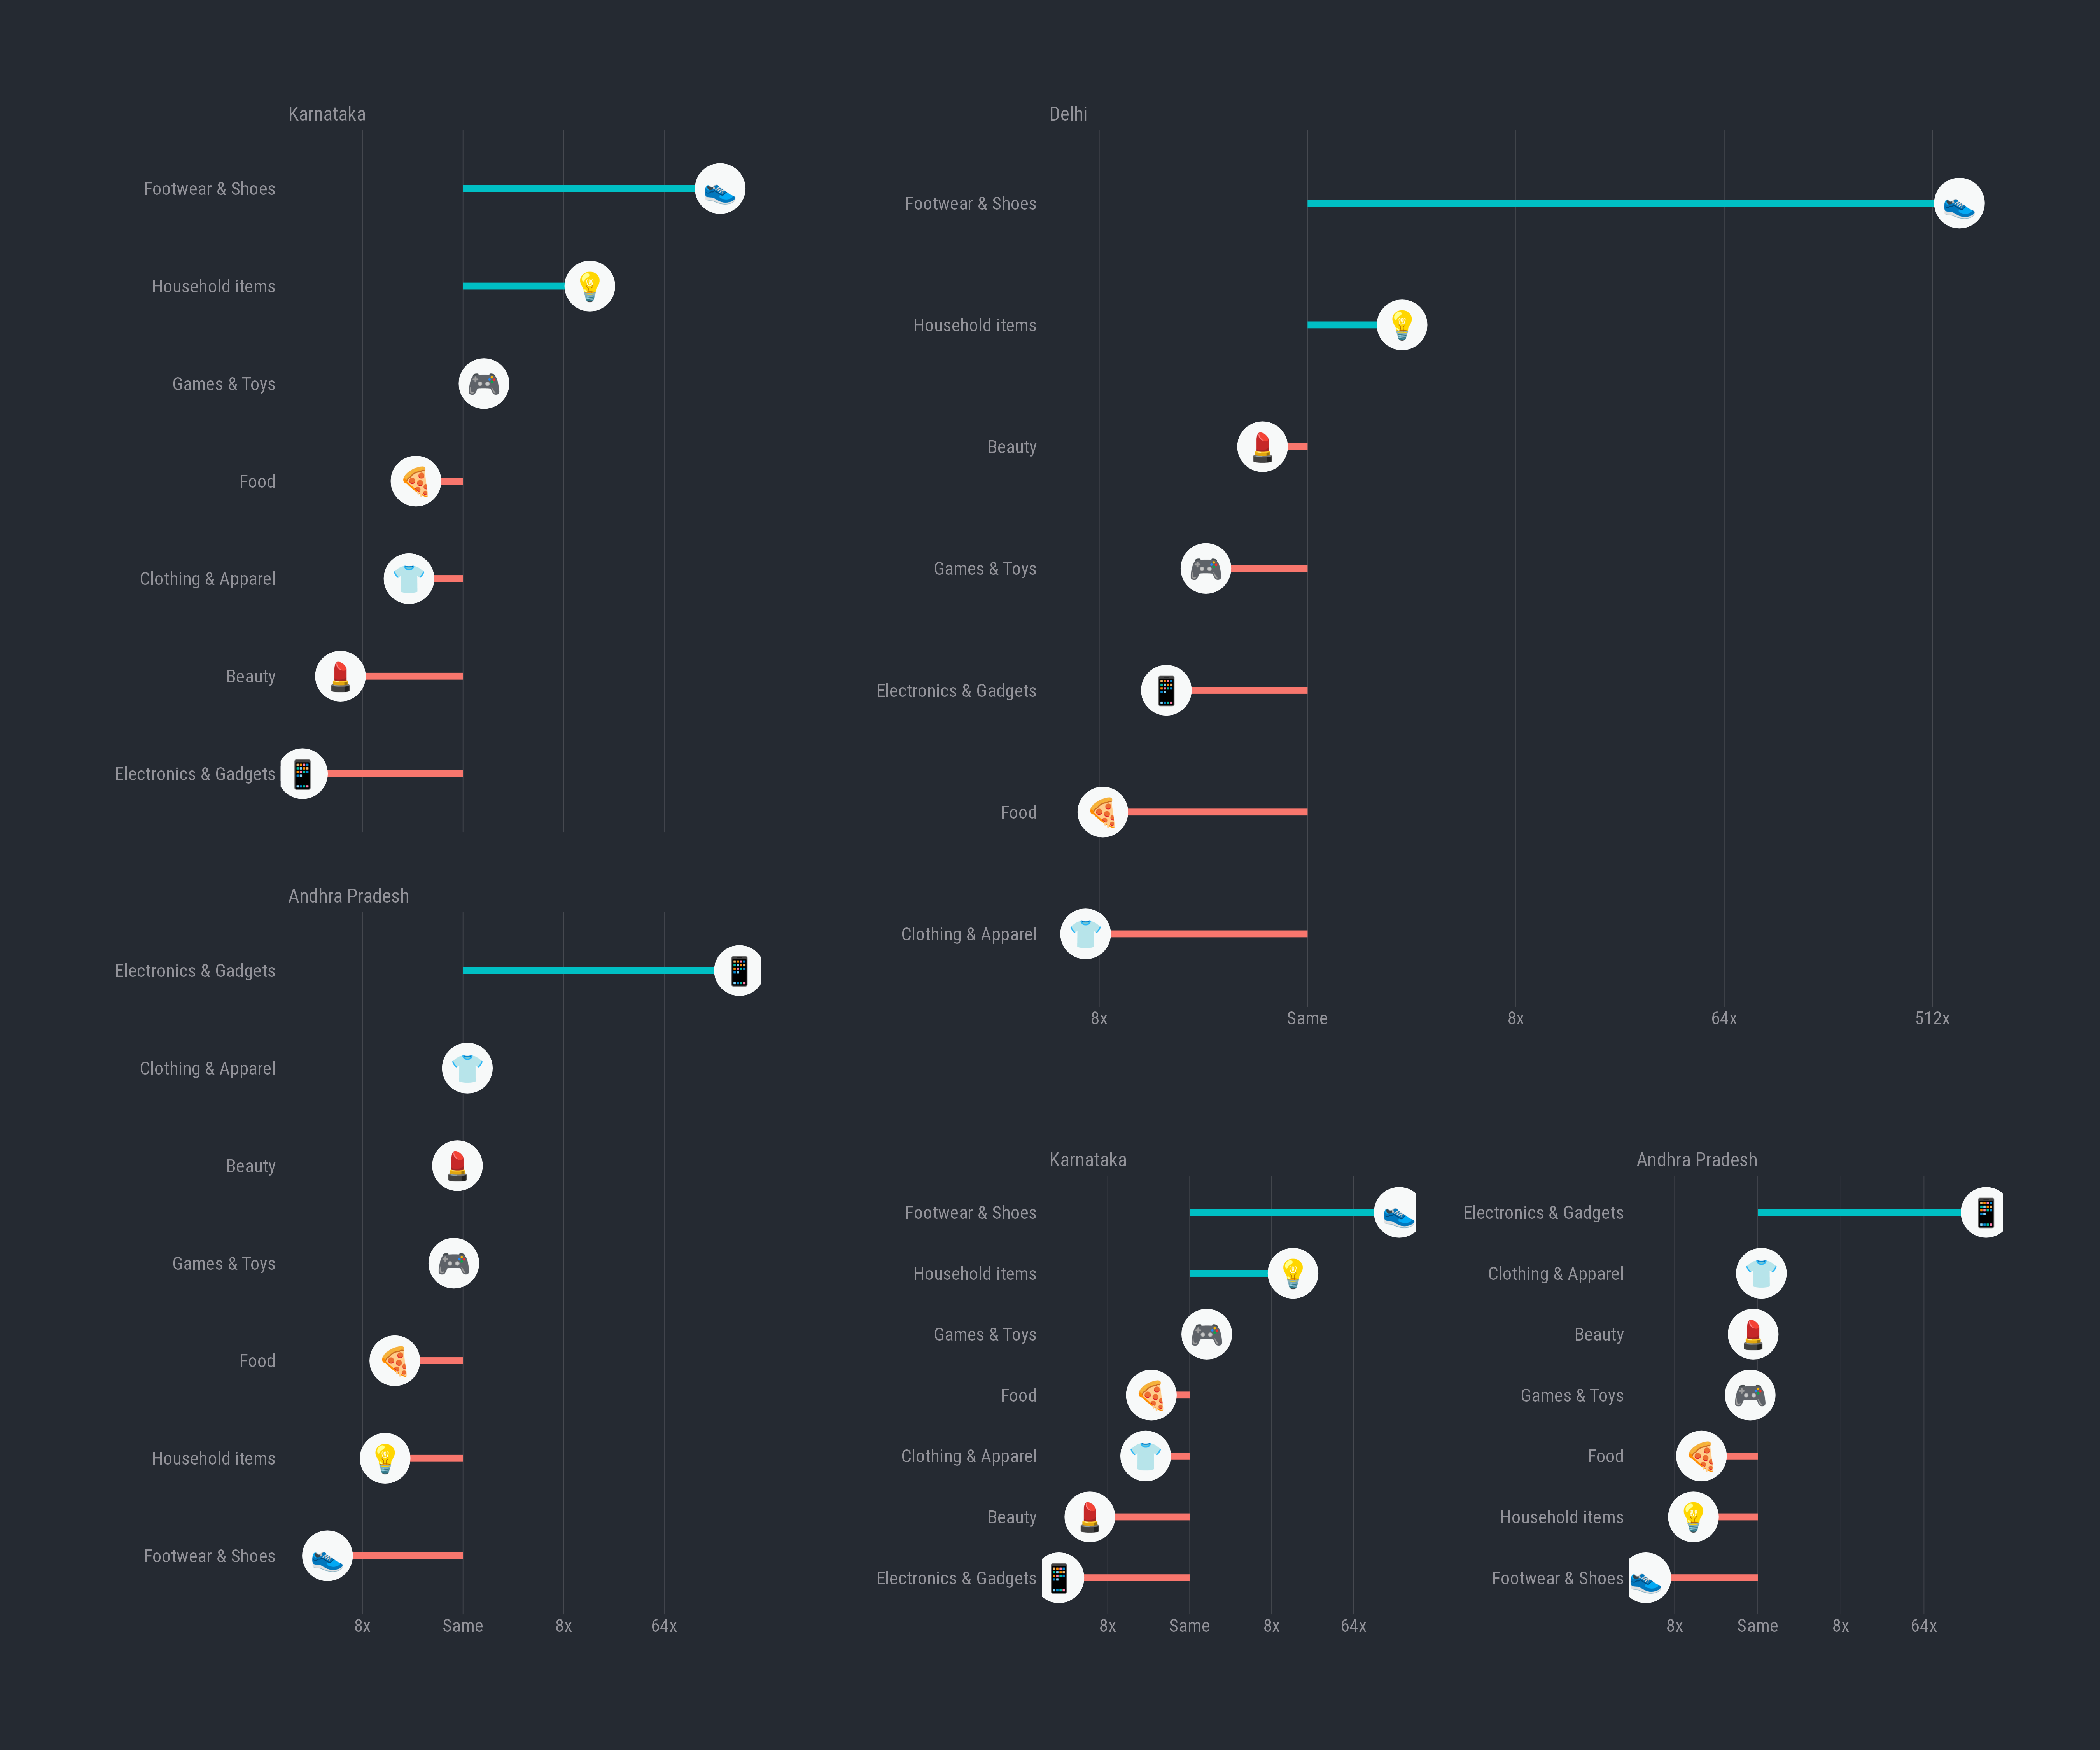 Karnataka
Footwear & Shoes
Household items
Games & Toys
Food
Clothing & Apparel
Beauty
Electronics & Gadgets
Andhra Pradesh
Electronics & Gadgets
Clothing & Apparel
Beauty
Games & Toys
Food
Household items
Footwear & Shoes
8x Same 8x 64x
Delhi
Footwear & Shoes
Household items
Beauty
Games & Toys
Electronics & Gadgets
Food
Clothing & Apparel
8x Same 8x 64x 512x
Karnataka
Footwear & Shoes
Household items
Games & Toys
Food
Clothing & Apparel
Beauty
Electronics & Gadgets
8x Same 8x 64x
Andhra Pradesh
Electronics & Gadgets
Clothing & Apparel
Beauty
Games & Toys
Food
Household items
Footwear & Shoes
8x Same 8x 64x